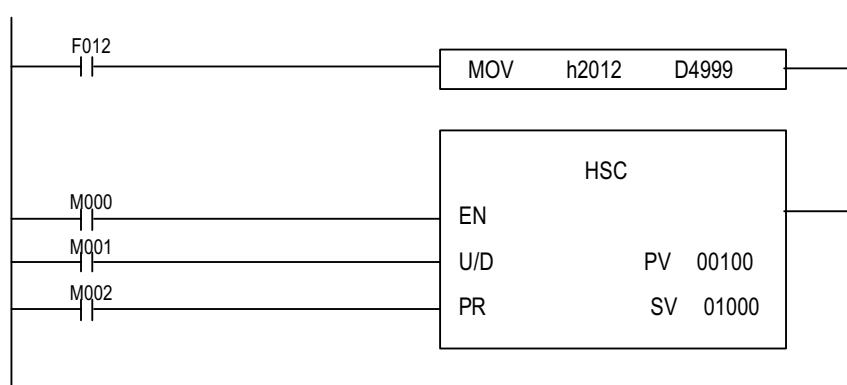 F012
MOV h2012 D4999
HSC
M000
EN
M001
U/D PV 00100
M002
PR SV 01000